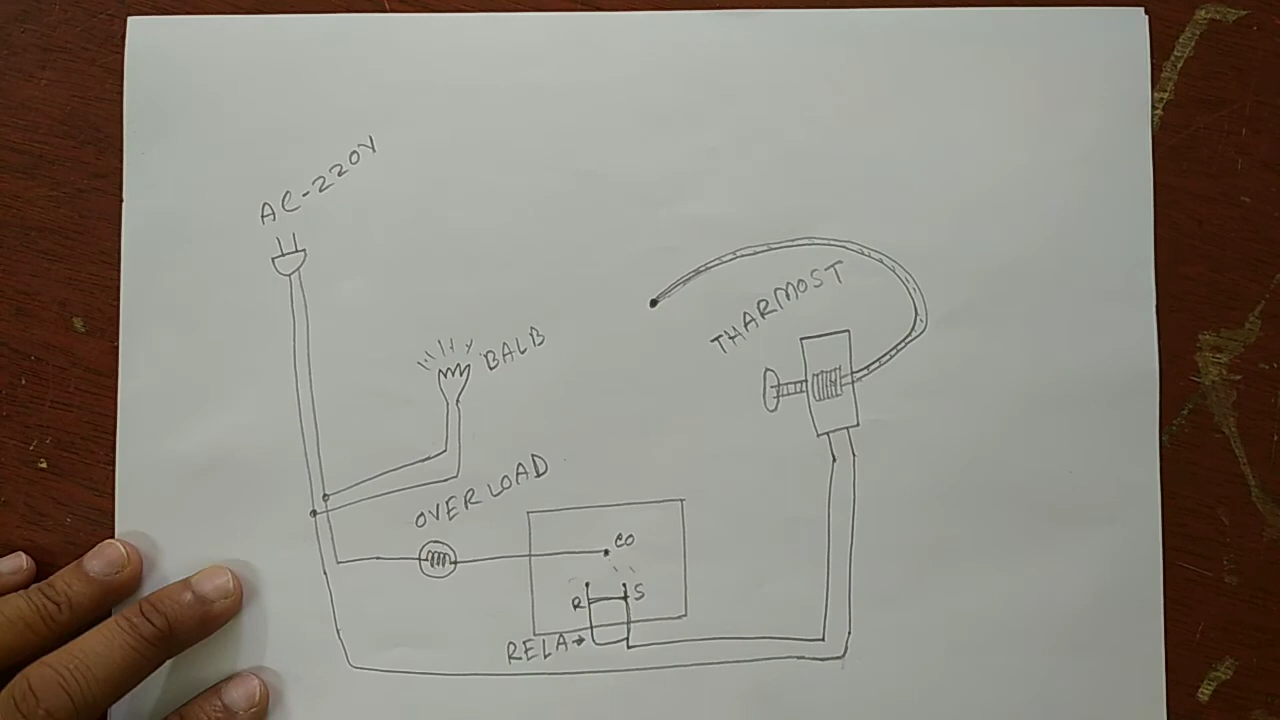 AC-220V
BALB
THARMOST
OVERLOAD
CO
R
S
RELA